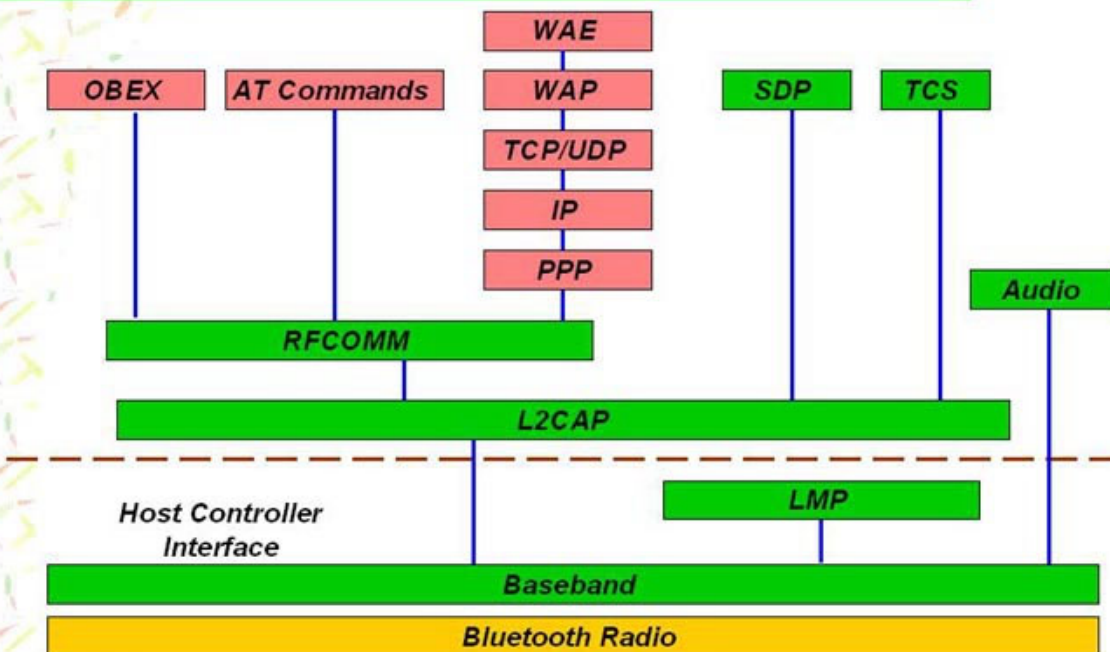 WAE
OBEX
AT Commands
WAP
SDP
TCS
TCP/UDP
IP
PPP
Audio
RFCOMM
L2CAP
LMP
Host Controller
Interface
Baseband
Bluetooth Radio